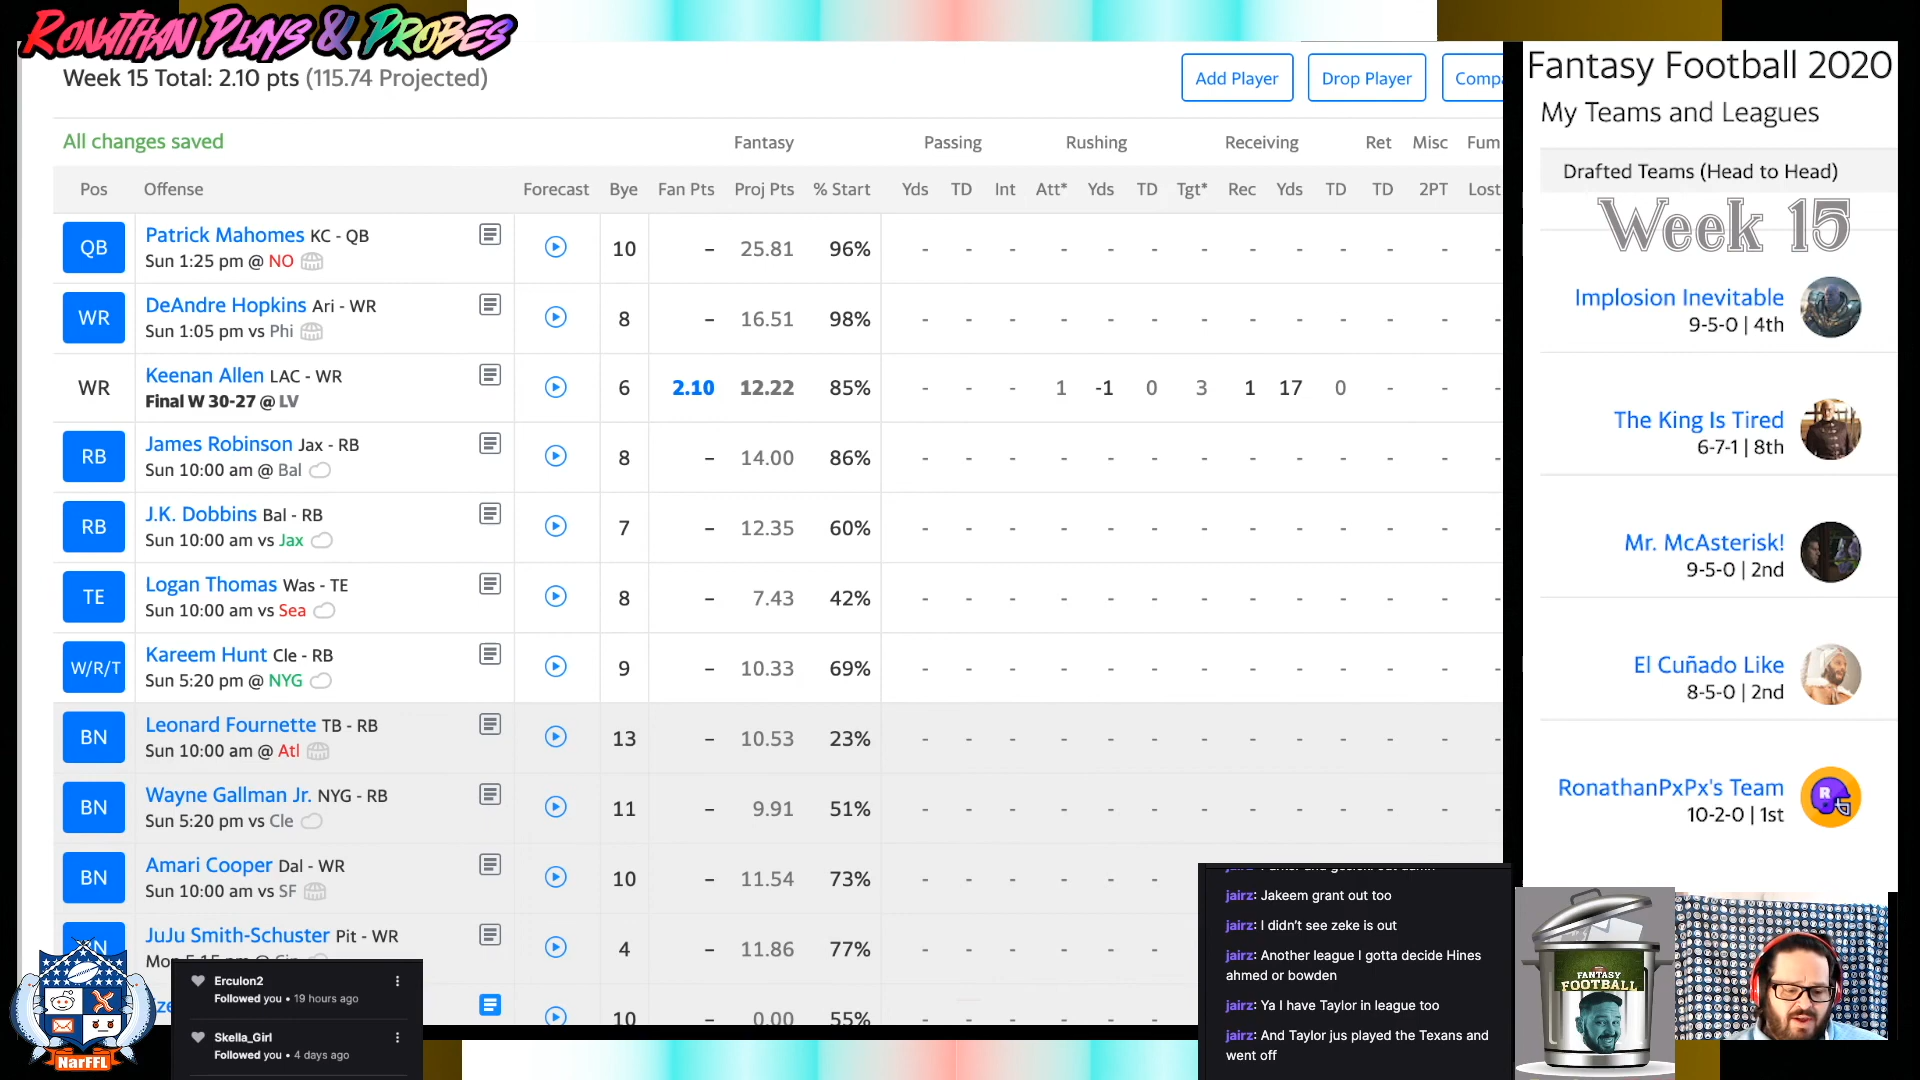 RONATHAN PLAYS & PROBES
Week 15 Total: 2.10 pts (115.74 Projected)
Add Player
Drop Player
All changes saved
Fantasy Passing Rushing Receiving Ret Misc Fum
Pos Offense Forecast Bye Fan Pts Proj Pts % Start Yds TD Int Att* Yds TD Tgt* Rec Yds TD TD 2PT Lost
QB Patrick Mahomes KC - QB
Sun 1:25 pm @ NO
10 – 25.81 96% - - - - - - - - - - - - -
WR DeAndre Hopkins Ari - WR
Sun 1:05 pm vs Phi
8 – 16.51 98% - - - - - - - - - - - - -
WR Keenan Allen LAC - WR
Final W 30-27 @ LV
6 2.10 12.22 85% - - - 1 -1 0 3 1 17 0 - - -
RB James Robinson Jax - RB
Sun 10:00 am @ Bal
8 – 14.00 86% - - - - - - - - - - - - -
RB J.K. Dobbins Bal - RB
Sun 10:00 am vs Jax
7 – 12.35 60% - - - - - - - - - - - - -
TE Logan Thomas Was - TE
Sun 10:00 am vs Sea
8 – 7.43 42% - - - - - - - - - - - - -
W/R/T Kareem Hunt Cle - RB
Sun 5:20 pm @ NYG
9 – 10.33 69% - - - - - - - - - - - - -
BN Leonard Fournette TB - RB
Sun 10:00 am @ Atl
13 – 10.53 23% - - - - - - - - - - - - -
BN Wayne Gallman Jr. NYG - RB
Sun 5:20 pm vs Cle
11 – 9.91 51% - - - - - - - - - - - - -
BN Amari Cooper Dal - WR
Sun 10:00 am vs SF
10 – 11.54 73% - - - - - -
JuJu Smith-Schuster Pit - WR
4 – 11.86 77% - - - - - -
10 – 0.00 55% - - - - - -
Erculon2
Followed you • 19 hours ago
Skella_Girl
Followed you • 4 days ago
NarFFL
jairz: Jakeem grant out too
jairz: I didn't see zeke is out
jairz: Another league I gotta decide Hines
ahmed or bowden
jairz: Ya I have Taylor in league too
jairz: And Taylor jus played the Texans and
went off
Fantasy Football 2020
My Teams and Leagues
Drafted Teams (Head to Head)
Week 15
Implosion Inevitable
9-5-0 | 4th
The King Is Tired
6-7-1 | 8th
Mr. McAsterisk!
9-5-0 | 2nd
El Cuñado Like
8-5-0 | 2nd
RonathanPxPx's Team
10-2-0 | 1st
R
FANTASY
FOOTBALL